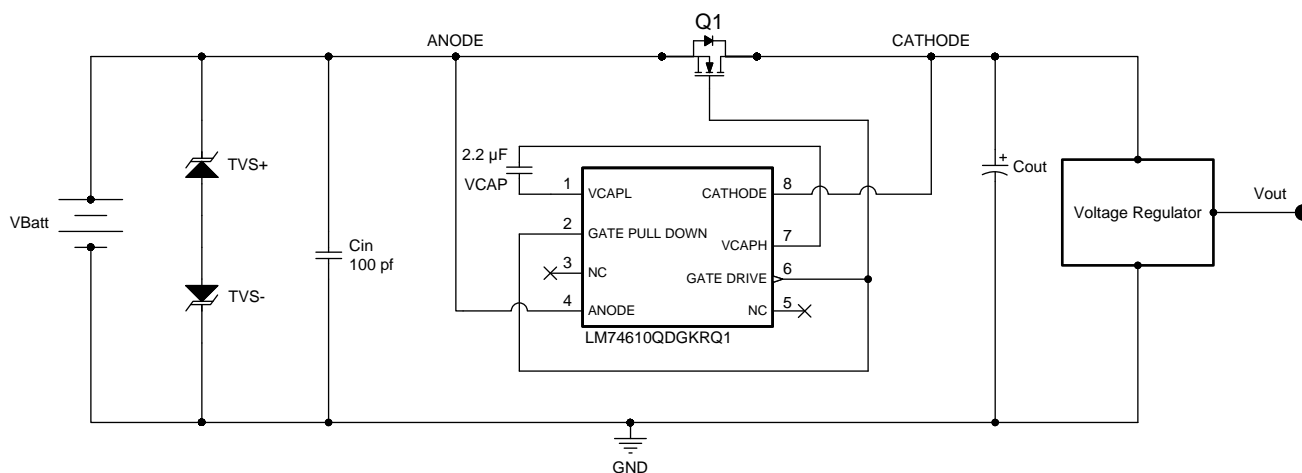 Q1
ANODE
CATHODE
2.2 µF
VCAP
TVS+
VBatt
Cin
100 pf
TVS-
1
VCAPL
2
GATE PULL DOWN
3
NC
4
ANODE
CATHODE
8
VCAPH
7
GATE DRIVE
6
NC
5
LM74610QDGKRQ1
+
Cout
Voltage Regulator
Vout
GND